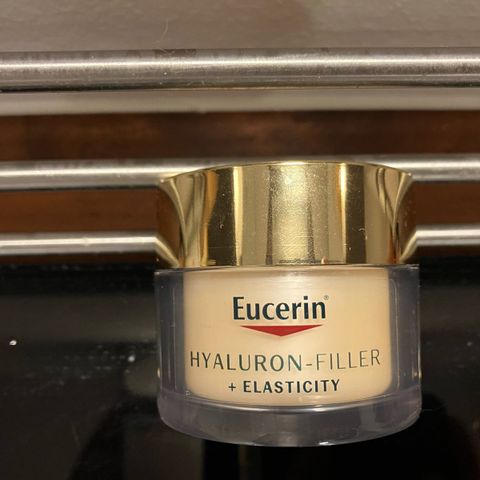 Eucerin®
HYALURON-FILLER
+ ELASTICITY